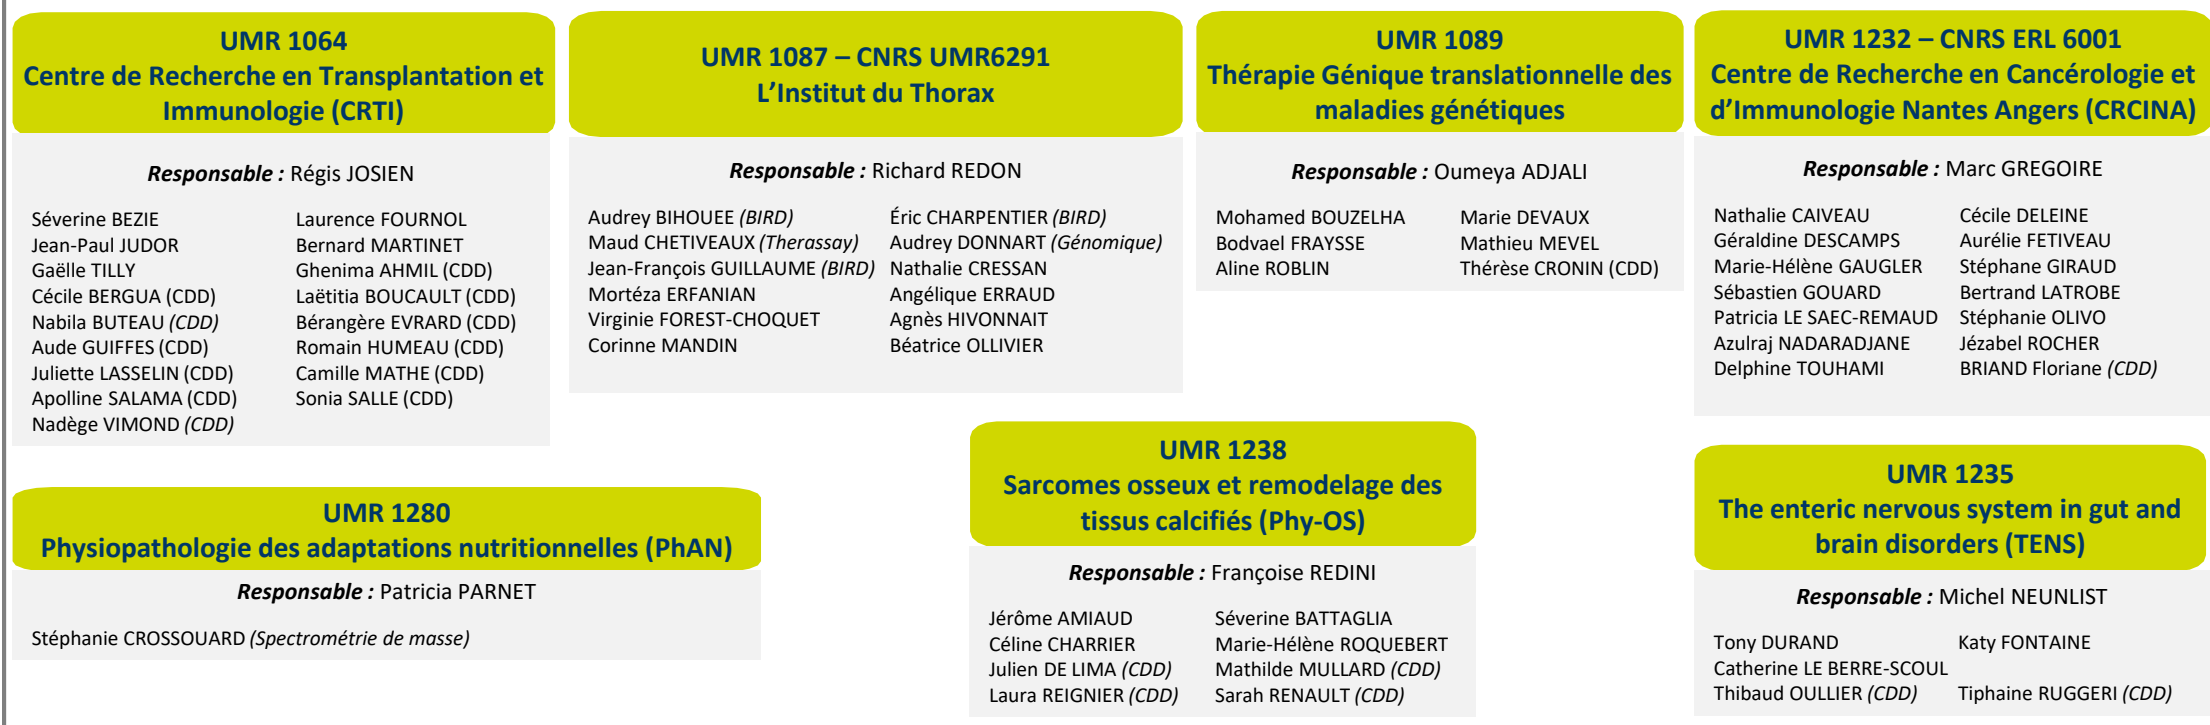 UMR 1064
Centre de Recherche en Transplantation et
Immunologie (CRTI)
Responsable : Régis JOSIEN
Séverine BEZIE Laurence FOURNOL
Jean-Paul JUDOR Bernard MARTINET
Gaëlle TILLY Ghenima AHMIL (CDD)
Cécile BERGUA (CDD) Laëtitia BOUCAULT (CDD)
Nabila BUTEAU (CDD) Bérangère EVRARD (CDD)
Aude GUIFFES (CDD) Romain HUMEAU (CDD)
Juliette LASSELIN (CDD) Camille MATHE (CDD)
Apolline SALAMA (CDD) Sonia SALLE (CDD)
Nadège VIMOND (CDD)
UMR 1087 – CNRS UMR6291
L’Institut du Thorax
Responsable : Richard REDON
Audrey BIHOUEE (BIRD) Éric CHARPENTIER (BIRD)
Maud CHETIVEAUX (Therassay) Audrey DONNART (Génomique)
Jean-François GUILLAUME (BIRD) Nathalie CRESSAN
Mortéza ERFANIAN Angélique ERRAUD
Virginie FOREST-CHOQUET Agnès HIVONNAIT
Corinne MANDIN Béatrice OLLIVIER
UMR 1089
Thérapie Génique translationnelle des
maladies génétiques
Responsable : Oumeya ADJALI
Mohamed BOUZELHA Marie DEVAUX
Bodvael FRAYSSE Mathieu MEVEL
Aline ROBLIN Thérèse CRONIN (CDD)
UMR 1232 – CNRS ERL 6001
Centre de Recherche en Cancérologie et
d’Immunologie Nantes Angers (CRCINA)
Responsable : Marc GREGOIRE
Nathalie CAIVEAU Cécile DELEINE
Géraldine DESCAMPS Aurélie FETIVEAU
Marie-Hélène GAUGLER Stéphane GIRAUD
Sébastien GOUARD Bertrand LATROBE
Patricia LE SAEC-REMAUD Stéphanie OLIVO
Azulraj NADARADJANE Jézabel ROCHER
Delphine TOUHAMI BRIAND Floriane (CDD)
UMR 1280
Physiopathologie des adaptations nutritionnelles (PhAN)
Responsable : Patricia PARNET
Stéphanie CROSSOUARD (Spectrométrie de masse)
UMR 1238
Sarcomes osseux et remodelage des
tissus calcifiés (Phy-OS)
Responsable : Françoise REDINI
Jérôme AMIAUD Séverine BATTAGLIA
Céline CHARRIER Marie-Hélène ROQUEBERT
Julien DE LIMA (CDD) Mathilde MULLARD (CDD)
Laura REIGNIER (CDD) Sarah RENAULT (CDD)
UMR 1235
The enteric nervous system in gut and
brain disorders (TENS)
Responsable : Michel NEUNLIST
Tony DURAND Katy FONTAINE
Catherine LE BERRE-SCOUL
Thibaud OULLIER (CDD) Tiphaine RUGGERI (CDD)